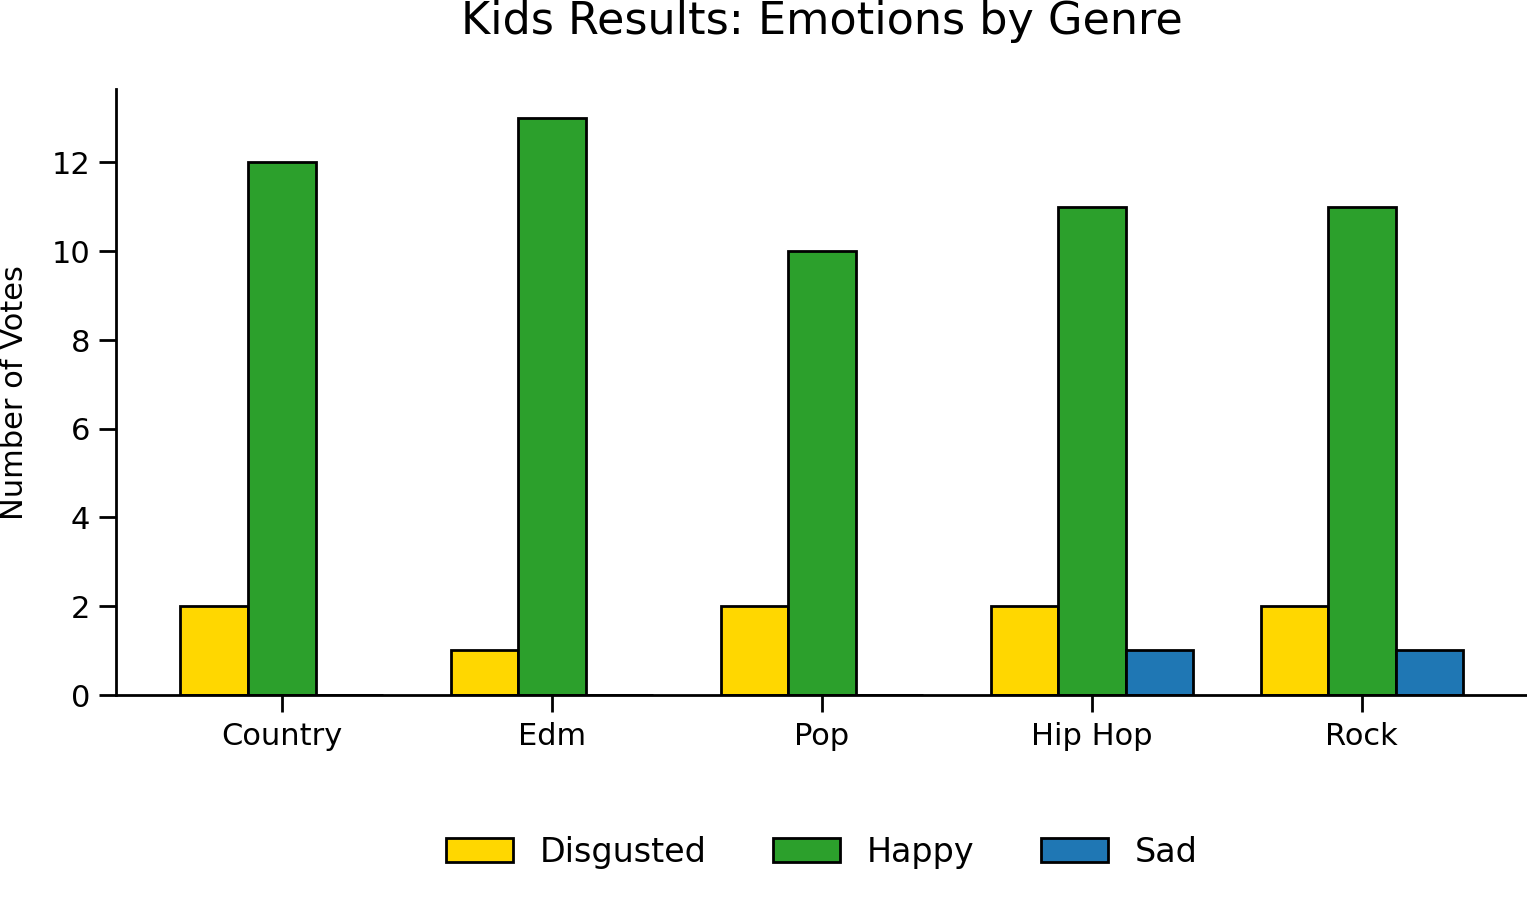 Kids Results: Emotions by Genre
Number of Votes
12
10
8
6
4
2
0
Country
Edm
Pop
Hip Hop
Rock
Disgusted
Happy
Sad